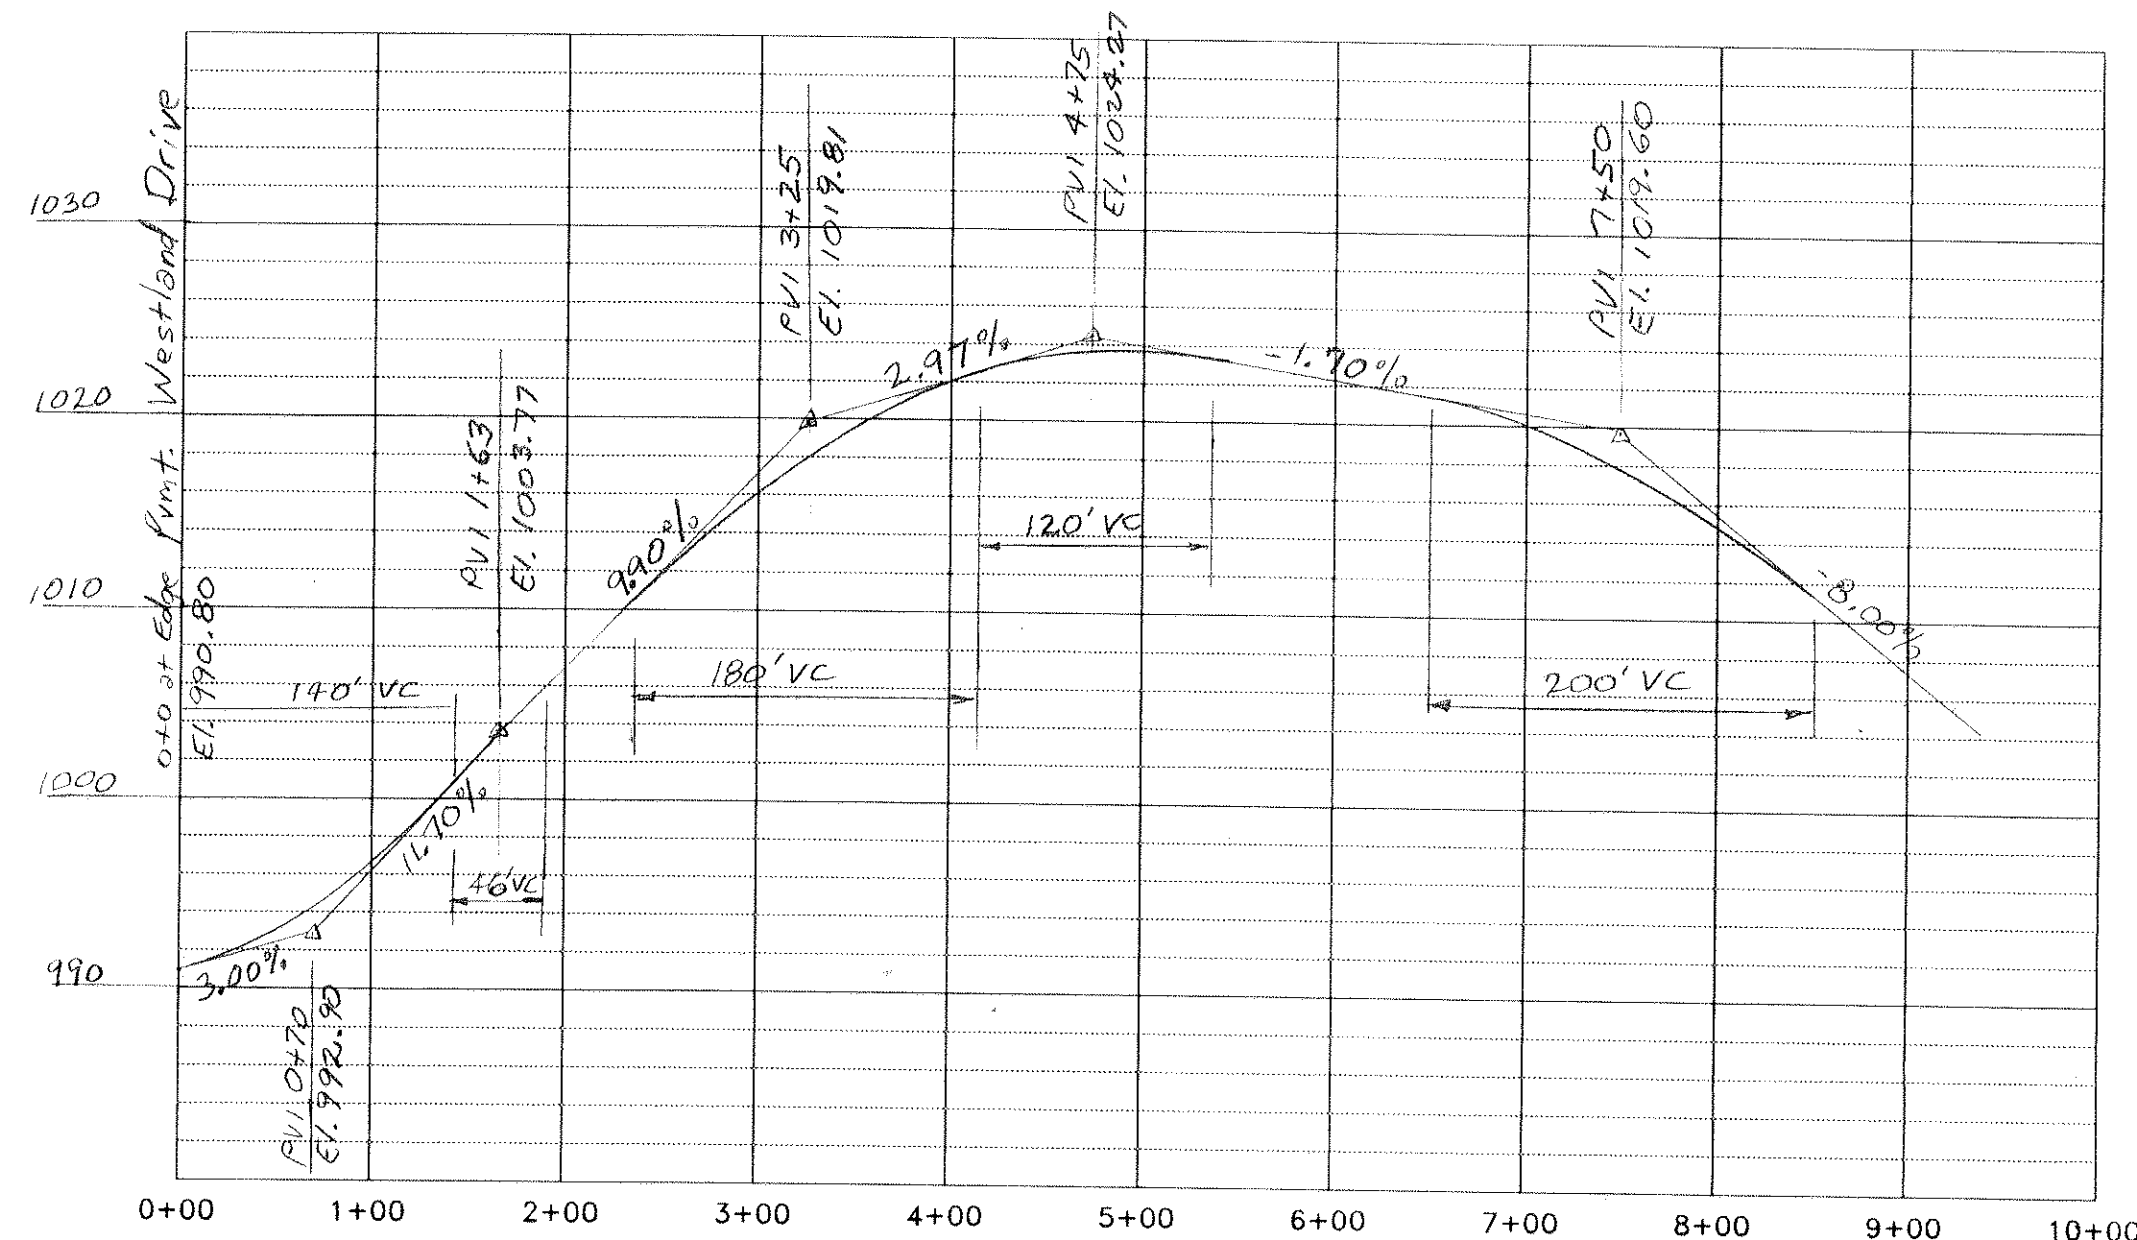 0+0 at Edge Pvmt. Westland Drive
El. 990.80
1030
1020
1010
1000
990
PVI 0+70
El. 992.90
PVI 1+63
El. 1003.77
PVI 3+25
El. 1019.81
PVI 4+75
El. 1024.27
PVI 7+50
El. 1019.60
3.00%
11.70%
9.90%
2.97%
-1.70%
-8.00%
140' VC
46' VC
180' VC
120' VC
200' VC
0+00 1+00 2+00 3+00 4+00 5+00 6+00 7+00 8+00 9+00 10+00